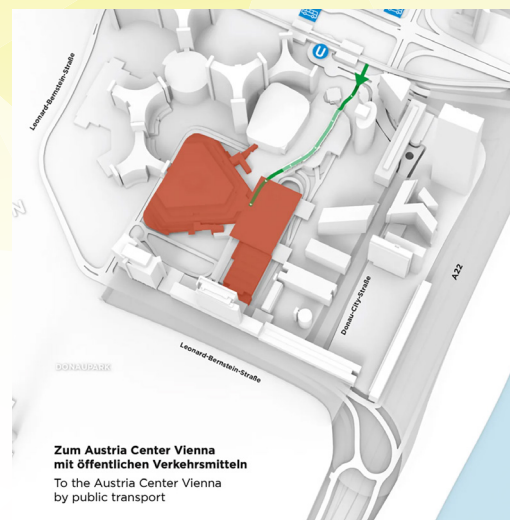 U
Leonard-Bernstein-Straße
A22
Donau-City-Straße
Leonard-Bernstein-Straße
DONAUPARK
Zum Austria Center Vienna
mit öffentlichen Verkehrsmitteln
To the Austria Center Vienna
by public transport